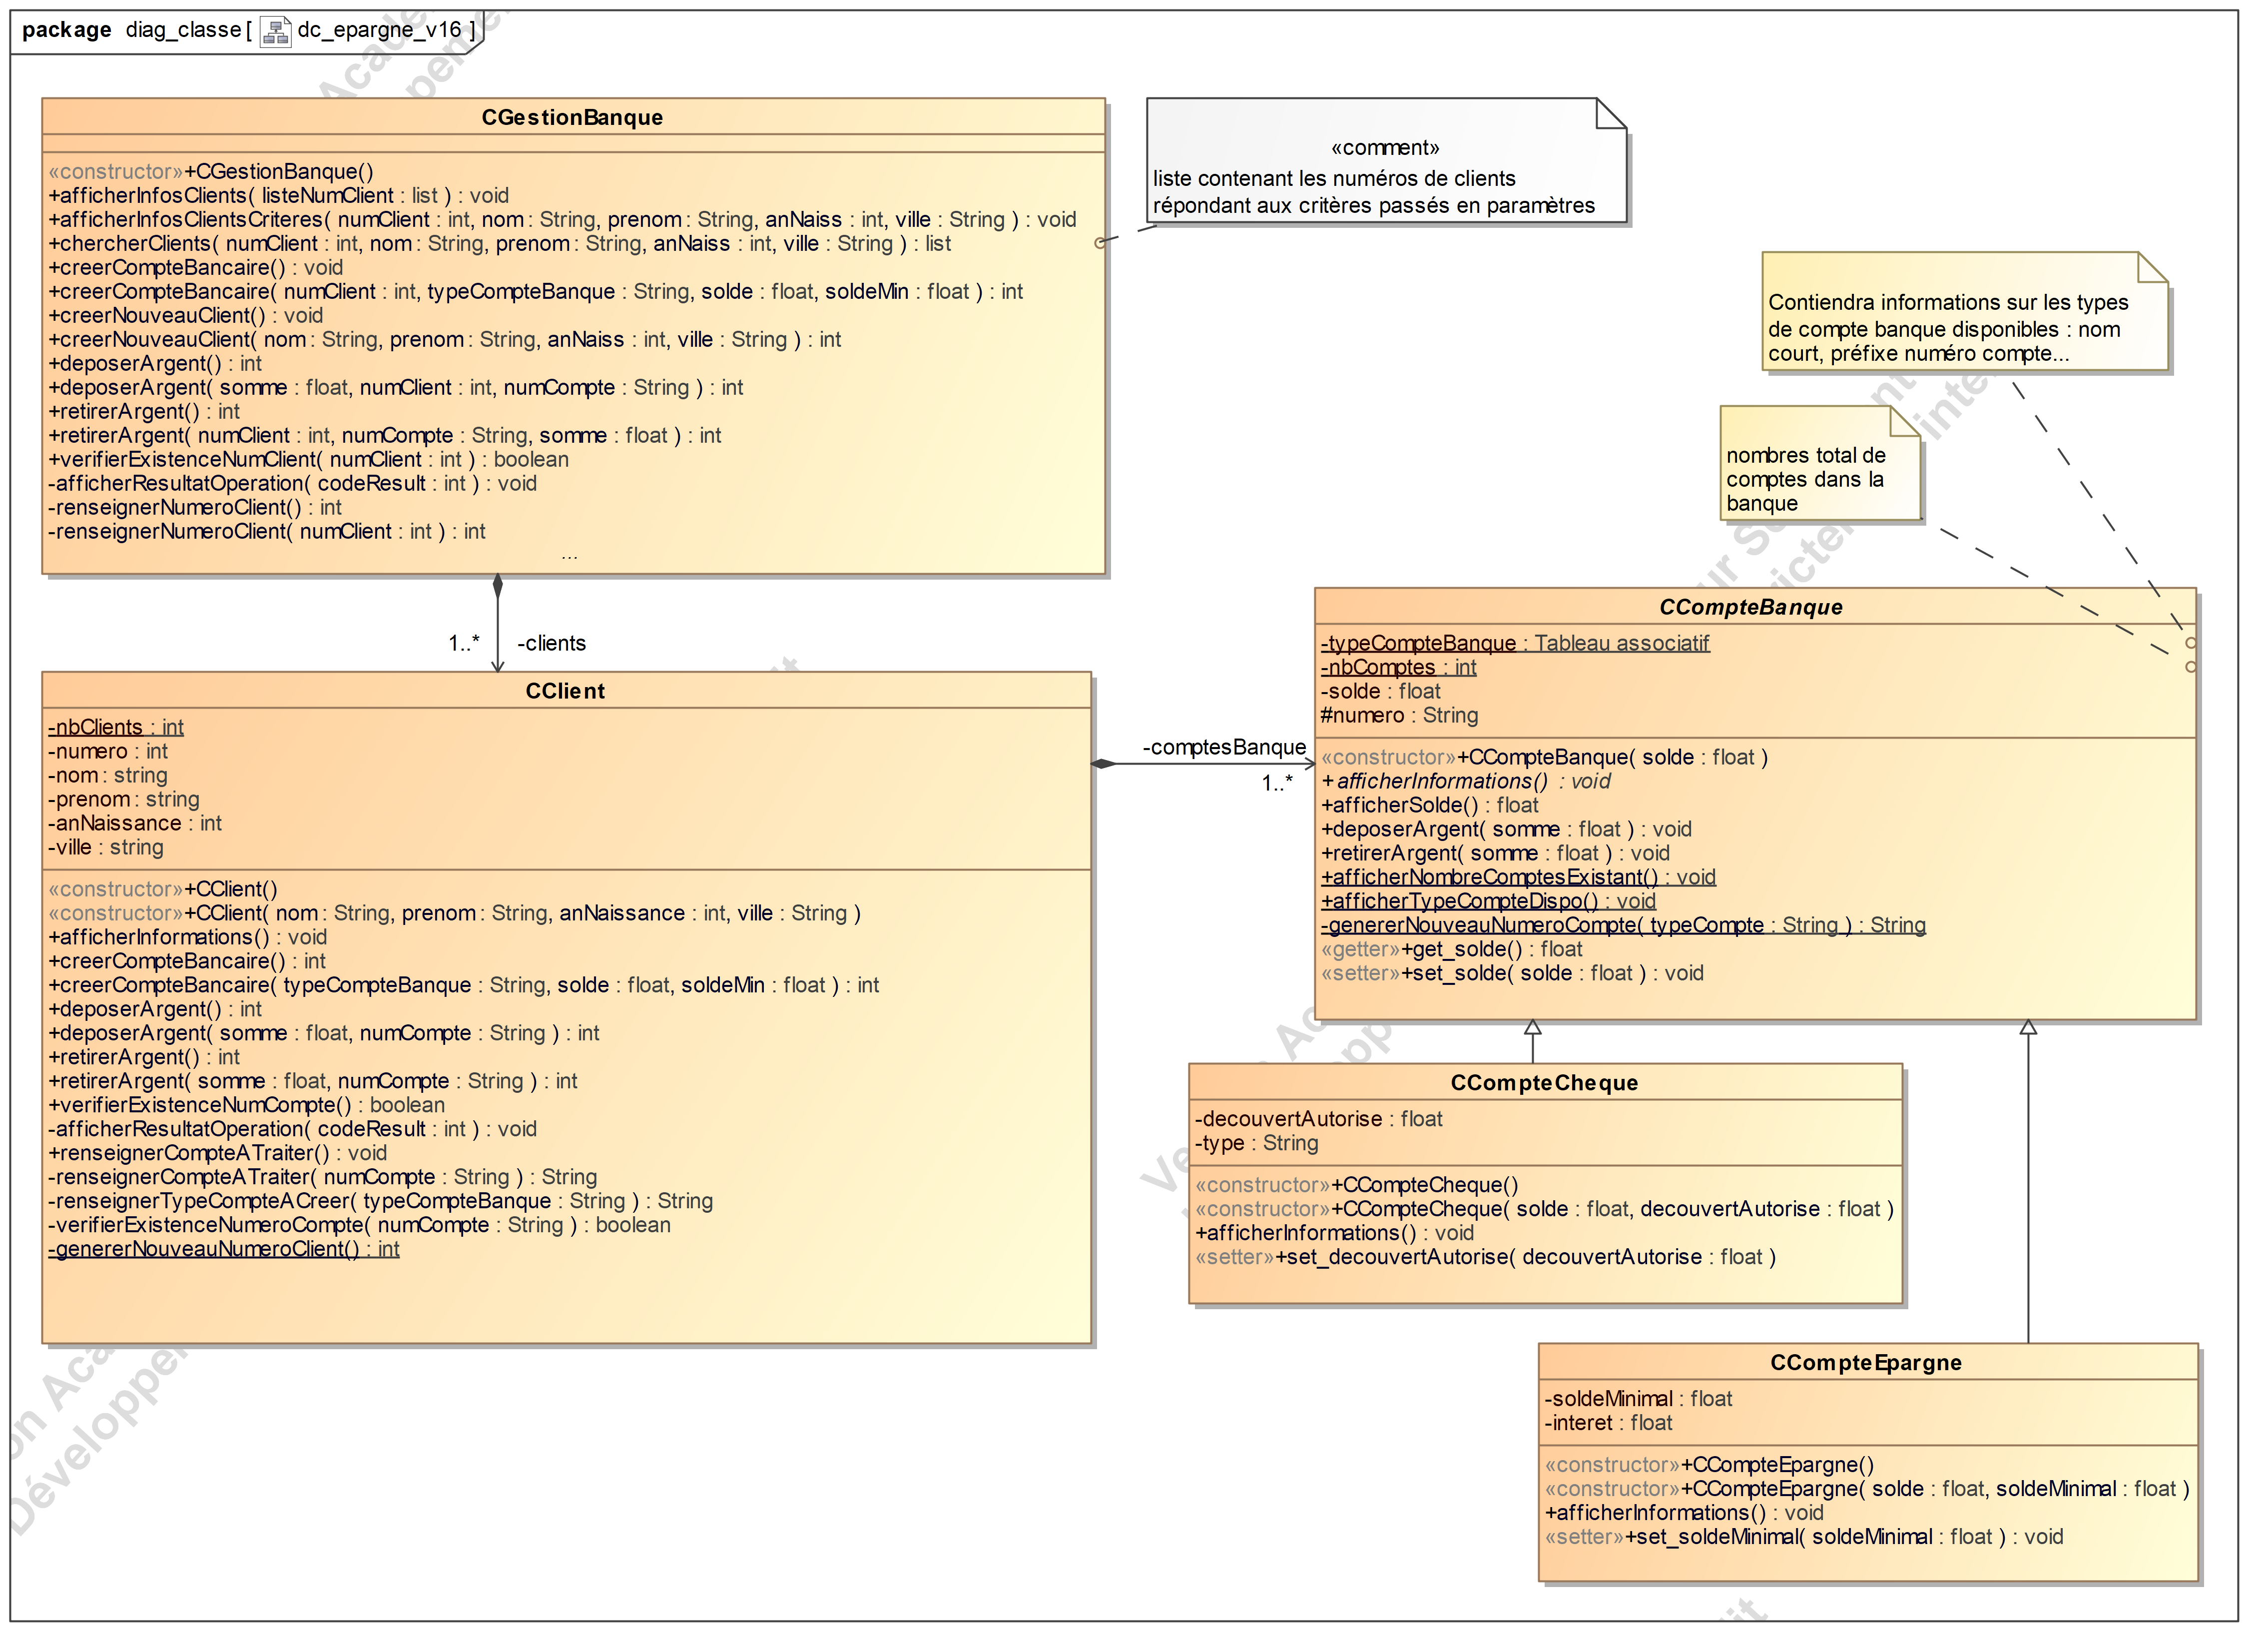 package diag_classe [ dc_epargne_v16 ]
CGestionBanque
«constructor»+CGestionBanque()
+afficherInfosClients( listeNumClient : list ) : void
+afficherInfosClientsCriteres( numClient : int, nom : String, prenom : String, anNaiss : int, ville : String ) : void
+chercherClients( numClient : int, nom : String, prenom : String, anNaiss : int, ville : String ) : list
+creerCompteBancaire() : void
+creerCompteBancaire( numClient : int, typeCompteBanque : String, solde : float, soldeMin : float ) : int
+creerNouveauClient() : void
+creerNouveauClient( nom : String, prenom : String, anNaiss : int, ville : String ) : int
+deposerArgent() : int
+deposerArgent( somme : float, numClient : int, numCompte : String ) : int
+retirerArgent() : int
+retirerArgent( numClient : int, numCompte : String, somme : float ) : int
+verifierExistenceNumClient( numClient : int ) : boolean
-afficherResultatOperation( codeResult : int ) : void
-renseignerNumeroClient() : int
-renseignerNumeroClient( numClient : int ) : int
...
«comment»
liste contenant les numéros de clients
répondant aux critères passés en paramètres
Contiendra informations sur les types
de compte banque disponibles : nom
court, préfixe numéro compte...
nombres total de
comptes dans la
banque
1..* -clients
CClient
-nbClients : int
-numero : int
-nom : string
-prenom : string
-anNaissance : int
-ville : string
«constructor»+CClient()
«constructor»+CClient( nom : String, prenom : String, anNaissance : int, ville : String )
+afficherInformations() : void
+creerCompteBancaire() : int
+creerCompteBancaire( typeCompteBanque : String, solde : float, soldeMin : float ) : int
+deposerArgent() : int
+deposerArgent( somme : float, numCompte : String ) : int
+retirerArgent() : int
+retirerArgent( somme : float, numCompte : String ) : int
+verifierExistenceNumCompte() : boolean
-afficherResultatOperation( codeResult : int ) : void
+renseignerCompteATraiter() : void
-renseignerCompteATraiter( numCompte : String ) : String
-renseignerTypeCompteACreer( typeCompteBanque : String ) : String
-verifierExistenceNumeroCompte( numCompte : String ) : boolean
-genererNouveauNumeroClient() : int
-comptesBanque
1..*
CCompteBanque
-typeCompteBanque : Tableau associatif
-nbComptes : int
-solde : float
#numero : String
«constructor»+CCompteBanque( solde : float )
+afficherInformations() : void
+afficherSolde() : float
+deposerArgent( somme : float ) : void
+retirerArgent( somme : float ) : void
+afficherNombreComptesExistant() : void
+afficherTypeCompteDispo() : void
-genererNouveauNumeroCompte( typeCompte : String ) : String
«getter»+get_solde() : float
«setter»+set_solde( solde : float ) : void
CCompteCheque
-decouvertAutorise : float
-type : String
«constructor»+CCompteCheque()
«constructor»+CCompteCheque( solde : float, decouvertAutorise : float )
+afficherInformations() : void
«setter»+set_decouvertAutorise( decouvertAutorise : float )
CCompteEpargne
-soldeMinimal : float
-interet : float
«constructor»+CCompteEpargne()
«constructor»+CCompteEpargne( solde : float, soldeMinimal : float )
+afficherInformations() : void
«setter»+set_soldeMinimal( soldeMinimal : float ) : void